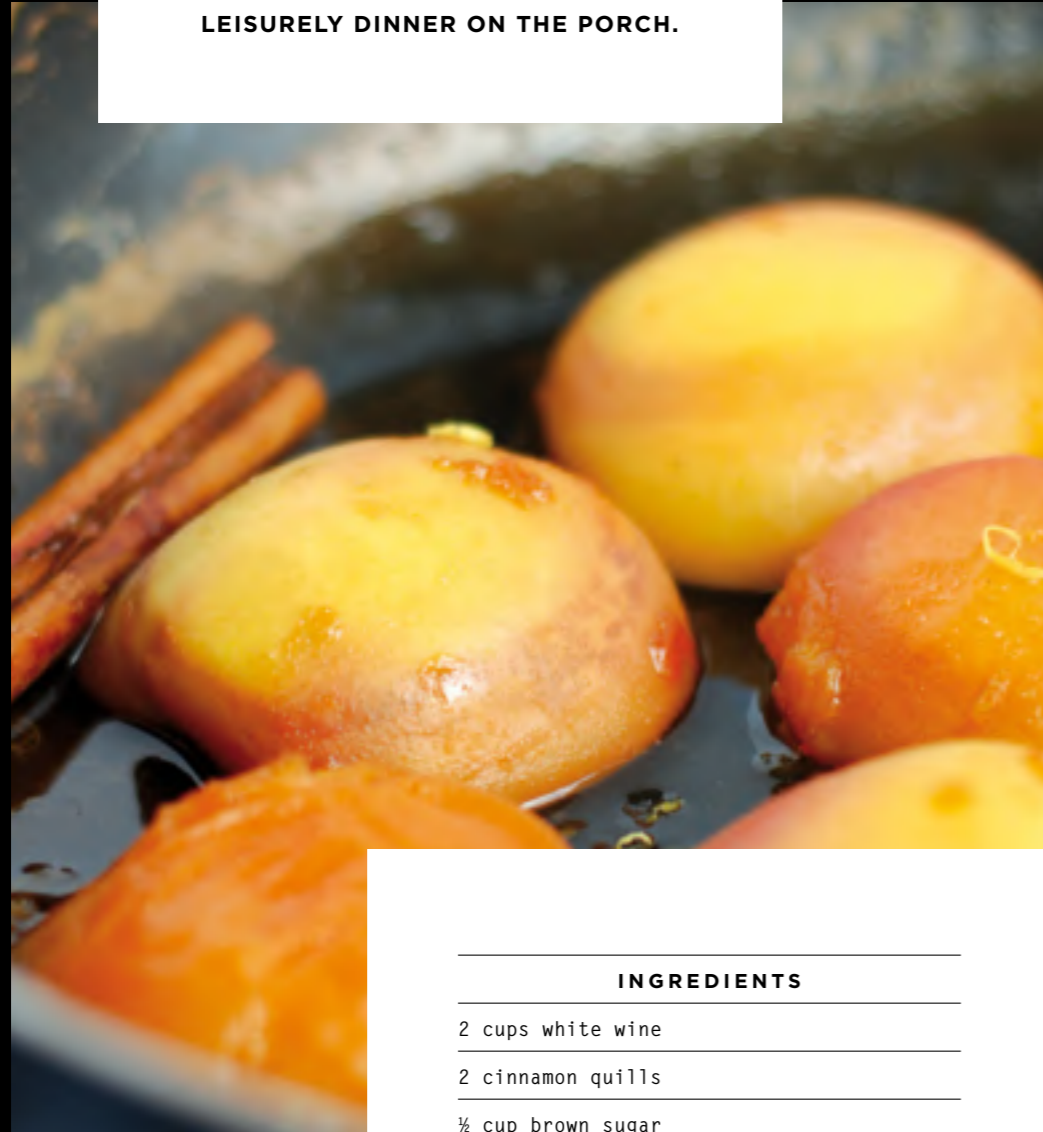 LEISURELY DINNER ON THE PORCH.
INGREDIENTS
2 cups white wine
2 cinnamon quills
½ cup brown sugar